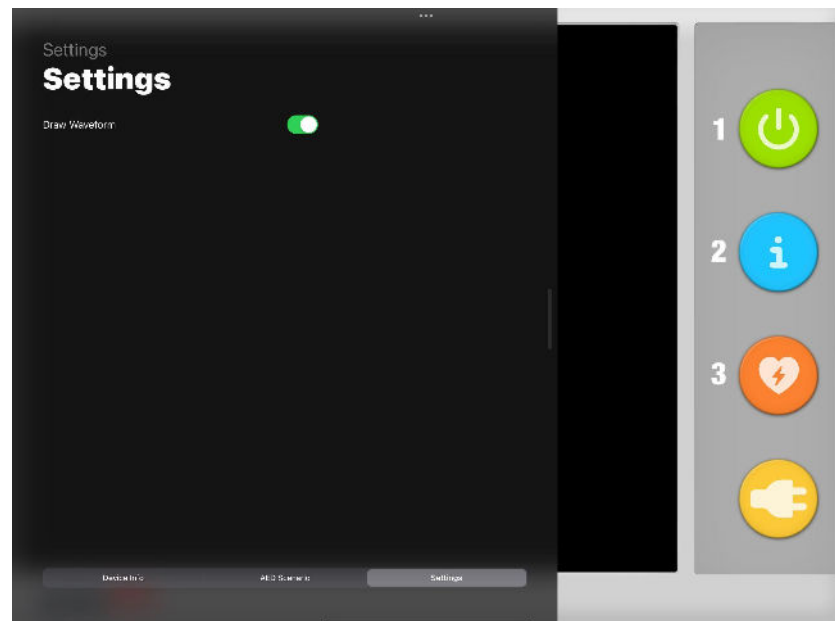 Settings
Settings
Draw Waveform
1
2
i
3
Device Info
AED Scenario
Settings